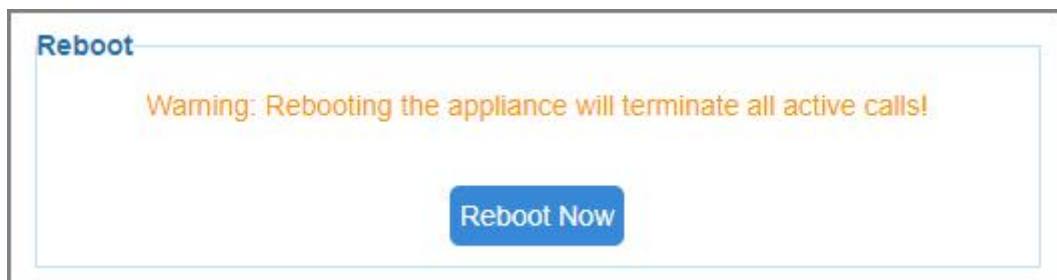 Reboot
Warning: Rebooting the appliance will terminate all active calls!
Reboot Now